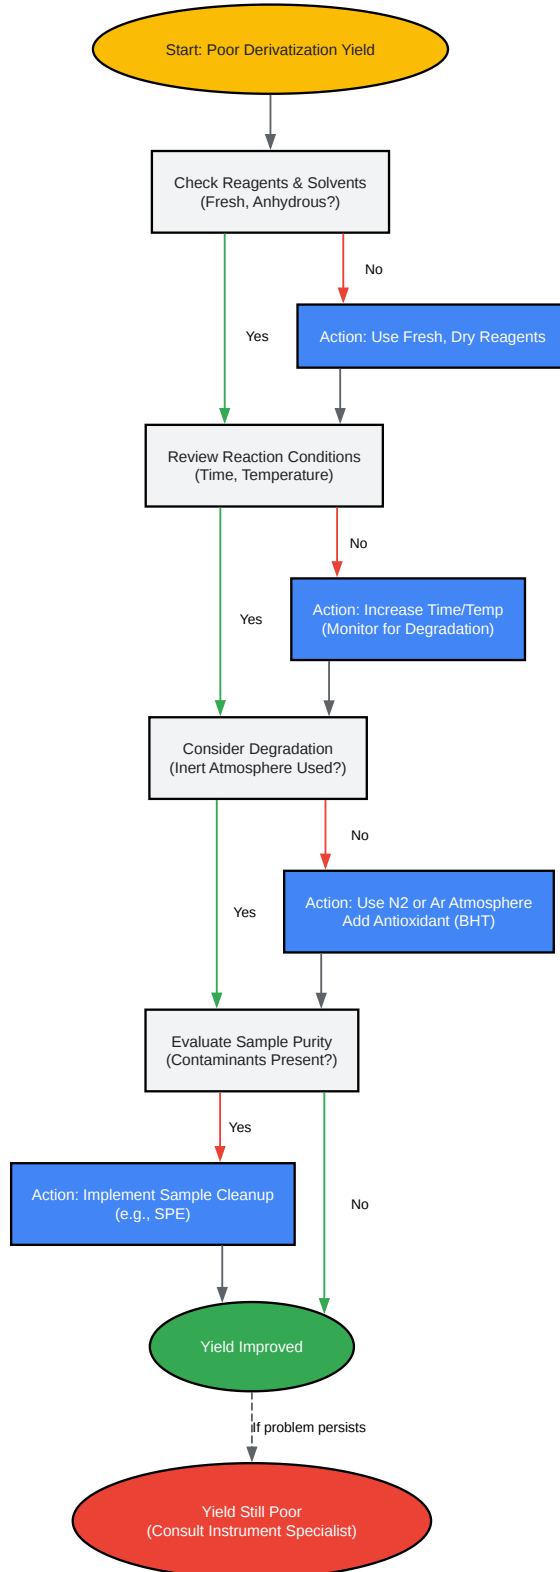 Start: Poor Derivatization Yield
Check Reagents & Solvents
(Fresh, Anhydrous?)
No
Yes
Action: Use Fresh, Dry Reagents
Review Reaction Conditions
(Time, Temperature)
No
Yes
Action: Increase Time/Temp
(Monitor for Degradation)
Consider Degradation
(Inert Atmosphere Used?)
No
Yes
Action: Use N2 or Ar Atmosphere
Add Antioxidant (BHT)
Evaluate Sample Purity
(Contaminants Present?)
Yes
No
Action: Implement Sample Cleanup
(e.g., SPE)
Yield Improved
If problem persists
Yield Still Poor
(Consult Instrument Specialist)